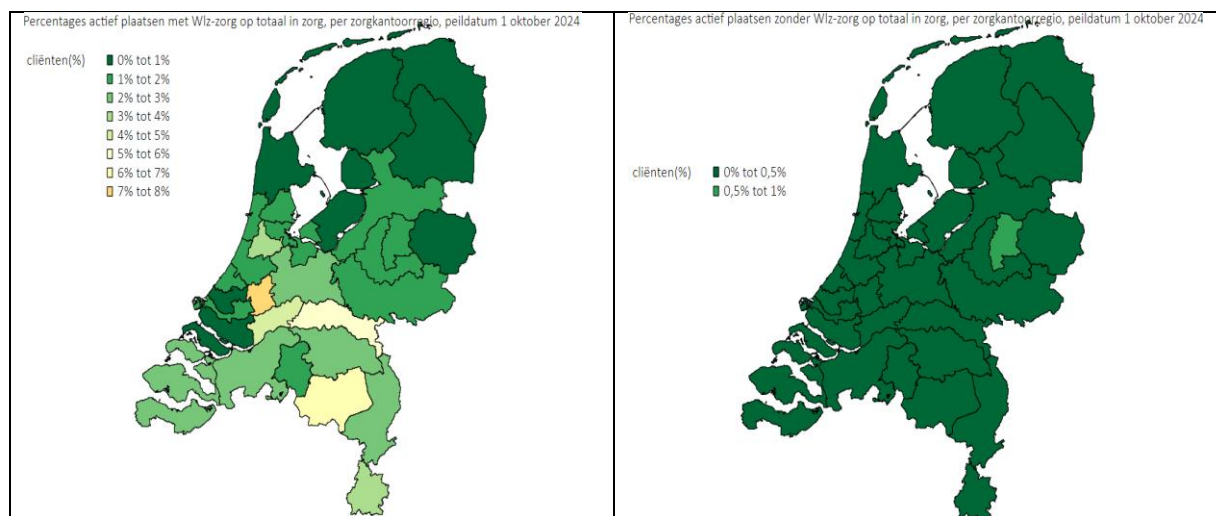 Percentages actief plaatsen met Wlz-zorg op totaal in zorg, per zorgkantoorregio, peildatum 1 oktober 2024
cliënten(%)
0% tot 1%
1% tot 2%
2% tot 3%
3% tot 4%
4% tot 5%
5% tot 6%
6% tot 7%
7% tot 8%
Percentages actief plaatsen zonder Wlz-zorg op totaal in zorg, per zorgkantoorregio, peildatum 1 oktober 2024
cliënten(%)
0% tot 0,5%
0,5% tot 1%